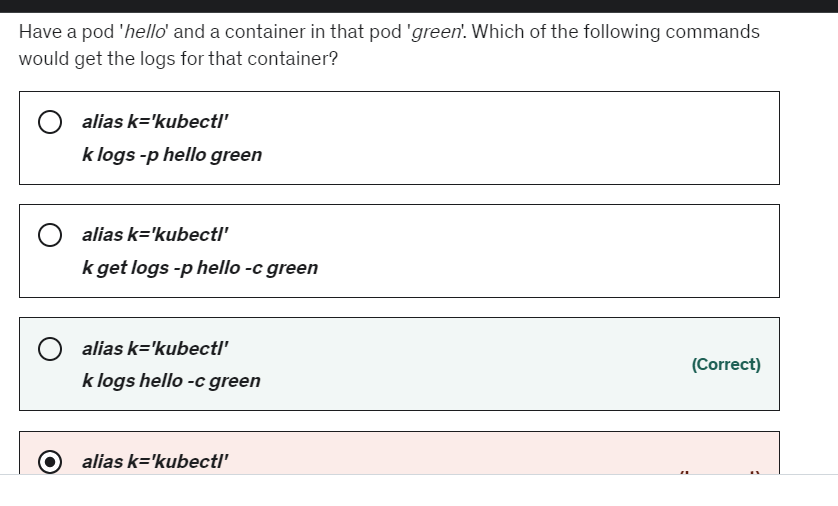 Have a pod 'hello' and a container in that pod 'green'. Which of the following commands
would get the logs for that container?
alias k='kubectl'
k logs -p hello green
alias k='kubectl'
k get logs -p hello -c green
alias k='kubectl'
(Correct)
k logs hello -c green
alias k='kubectl'